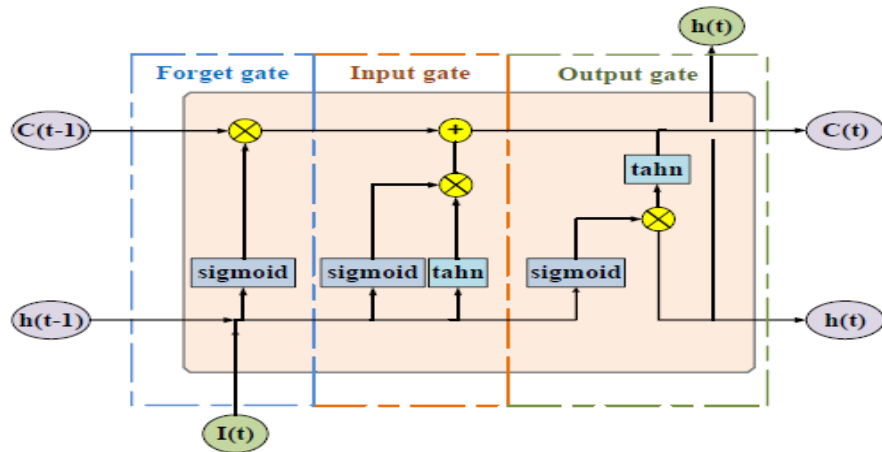 h(t)
Forget gate Input gate Output gate
C(t-1) + C(t)
tahn
sigmoid sigmoid tahn sigmoid
h(t-1) h(t)
I(t)